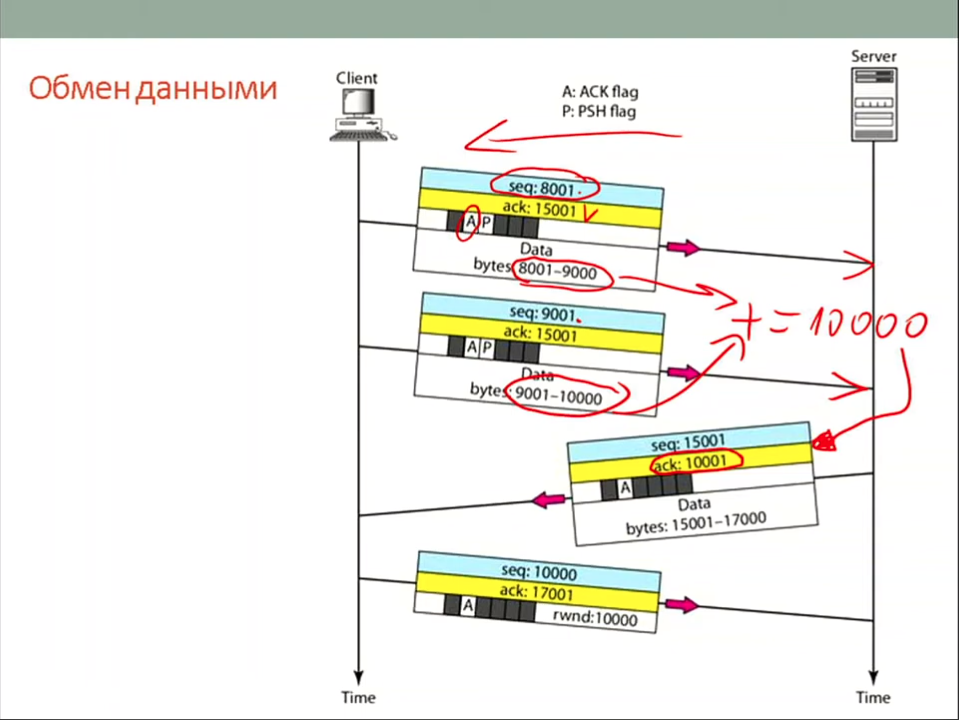 Обмен данными
Client
Server
A: ACK flag
P: PSH flag
seq: 8001
ack: 15001
A P
Data
bytes: 8001–9000
+ = 10000
seq: 9001
ack: 15001
A P
Data
bytes: 9001–10000
seq: 15001
ack: 10001
A
Data
bytes: 15001–17000
seq: 10000
ack: 17001
A
rwnd:10000
Time
Time